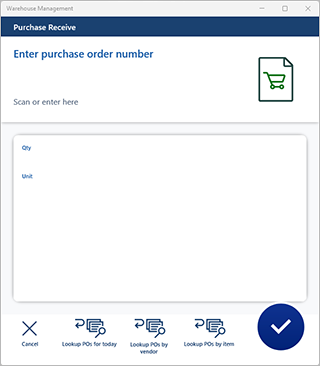 Warehouse Management
Purchase Receive
Enter purchase order number
Scan or enter here
Qty
Unit
Cancel
Lookup POs for today
Lookup POs by
vendor
Lookup POs by item